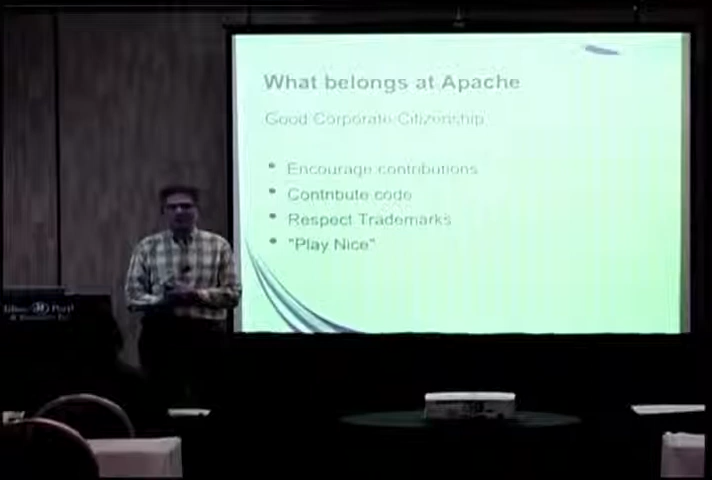 What belongs at Apache
Good Corporate Citizenship
Encourage contributions
Contribute code
Respect Trademarks
"Play Nice"